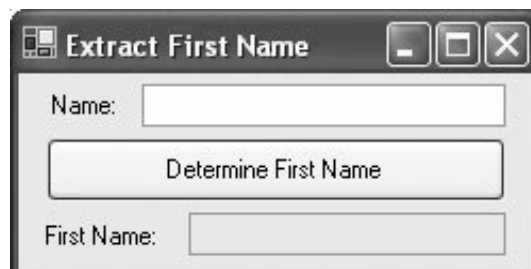 Extract First Name
Name:
Determine First Name
First Name: